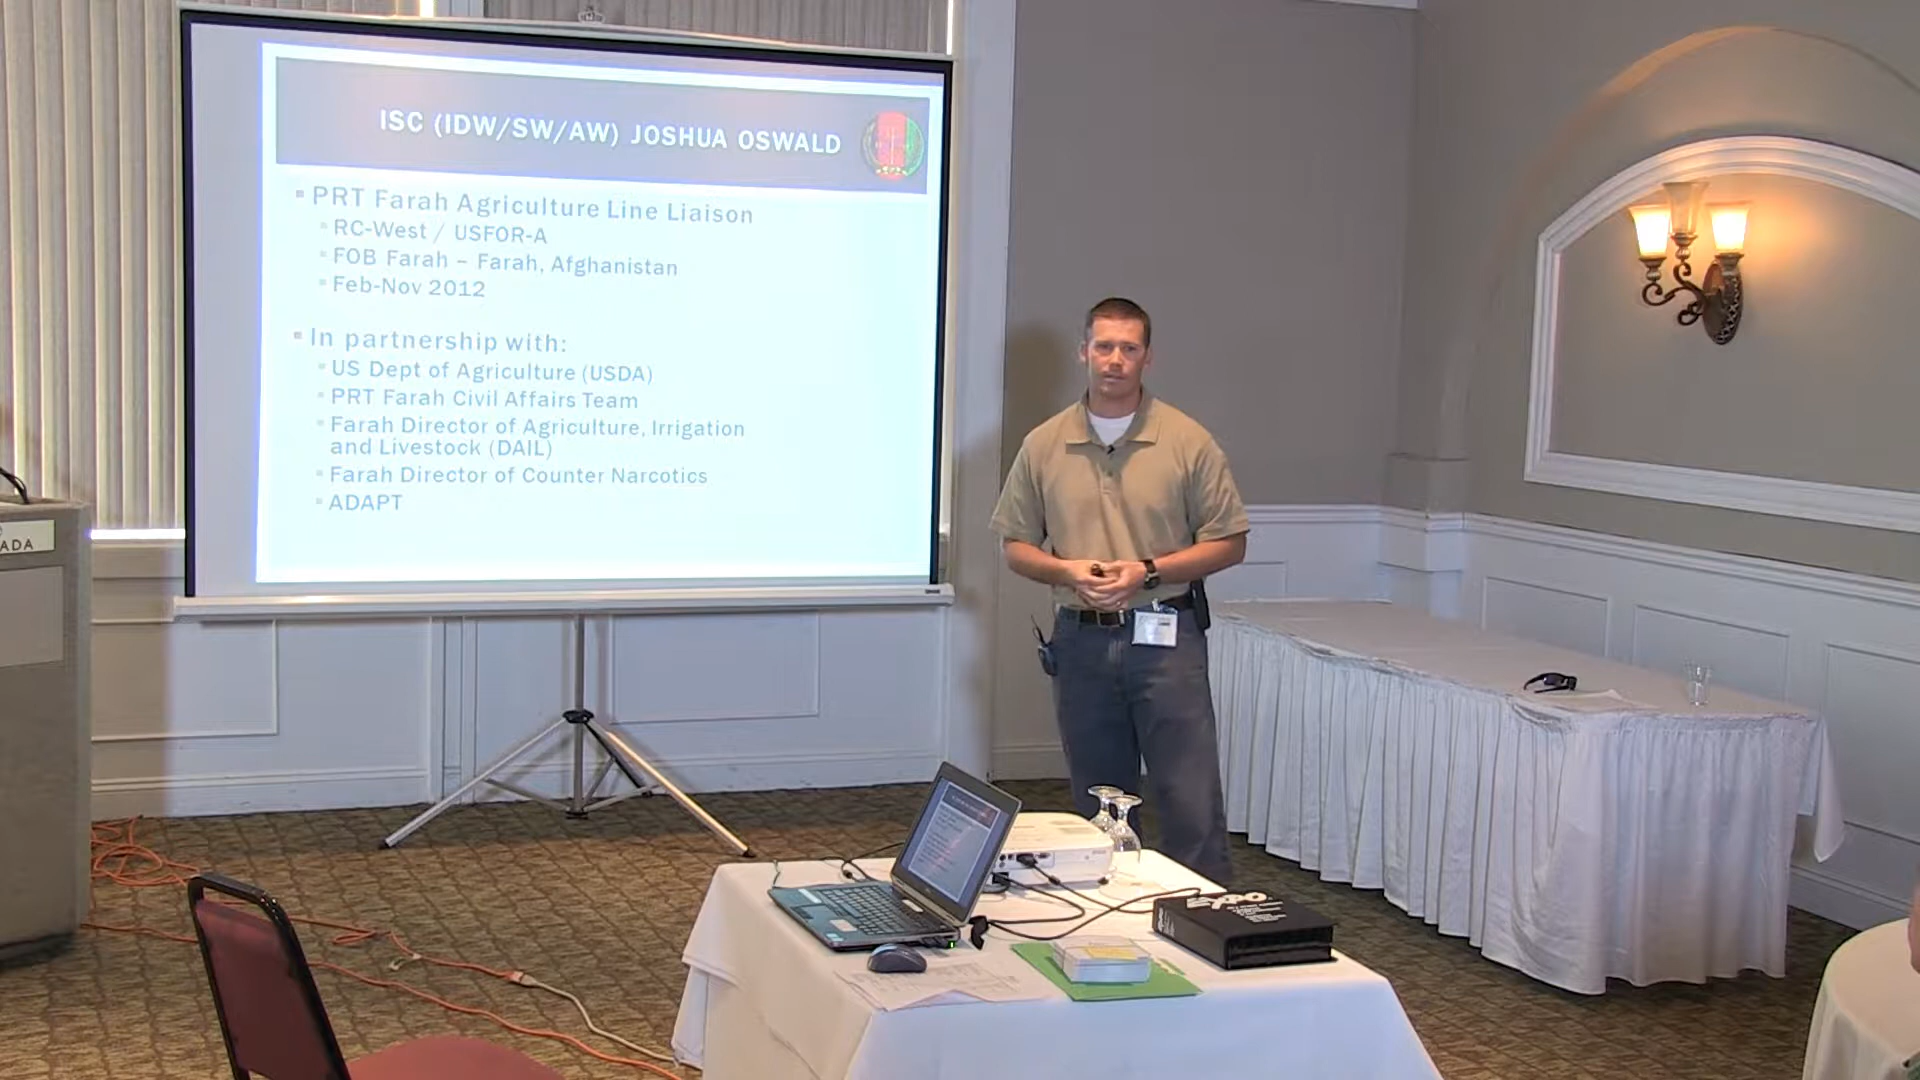 ISC (IDW/SW/AW) JOSHUA OSWALD
PRT Farah Agriculture Line Liaison
RC-West / USFOR-A
FOB Farah – Farah, Afghanistan
Feb-Nov 2012
In partnership with:
US Dept of Agriculture (USDA)
PRT Farah Civil Affairs Team
Farah Director of Agriculture, Irrigation
and Livestock (DAIL)
Farah Director of Counter Narcotics
ADAPT
ADA
EXPO